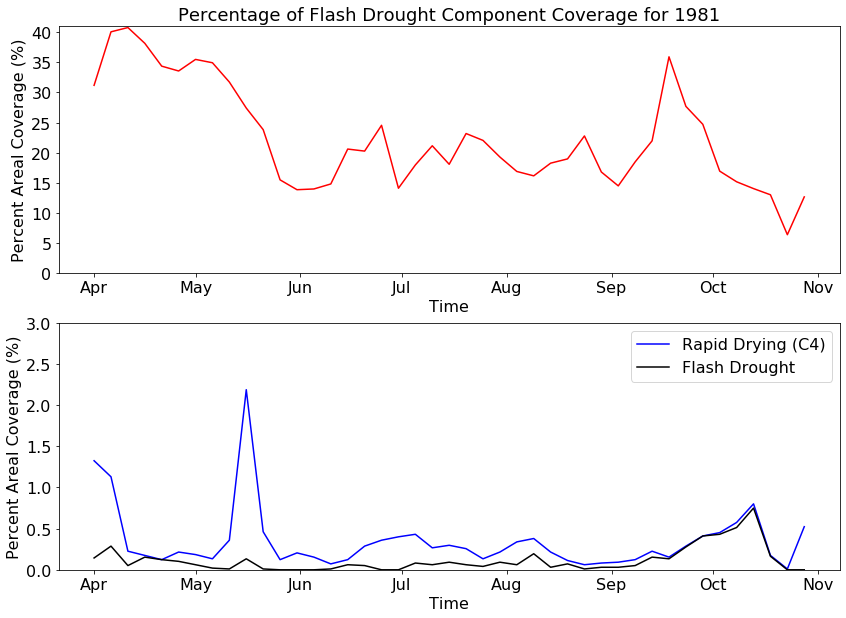 Percentage of Flash Drought Component Coverage for 1981
Percent Areal Coverage (%)
40
35
30
25
20
15
10
5
0
Apr May Jun Jul Aug Sep Oct Nov
Time
Percent Areal Coverage (%)
3.0
2.5
2.0
1.5
1.0
0.5
0.0
Rapid Drying (C4)
Flash Drought
Apr May Jun Jul Aug Sep Oct Nov
Time